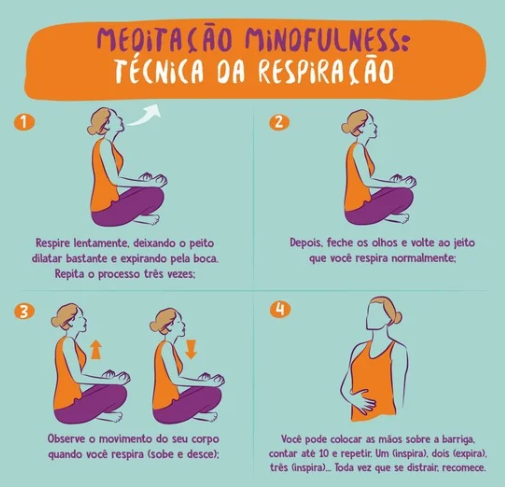 MEDITAÇÃO MINDFULNESS:
TÉCNICA DA RESPIRAÇÃO
1
Respire lentamente, deixando o peito
dilatar bastante e expirando pela boca.
Repita o processo três vezes;
2
Depois, feche os olhos e volte ao jeito
que você respira normalmente;
3
Observe o movimento do seu corpo
quando você respira (sobe e desce);
4
Você pode colocar as mãos sobre a barriga,
contar até 10 e repetir. Um (inspira), dois (expira),
três (inspira)... Toda vez que se distrair, recomece.